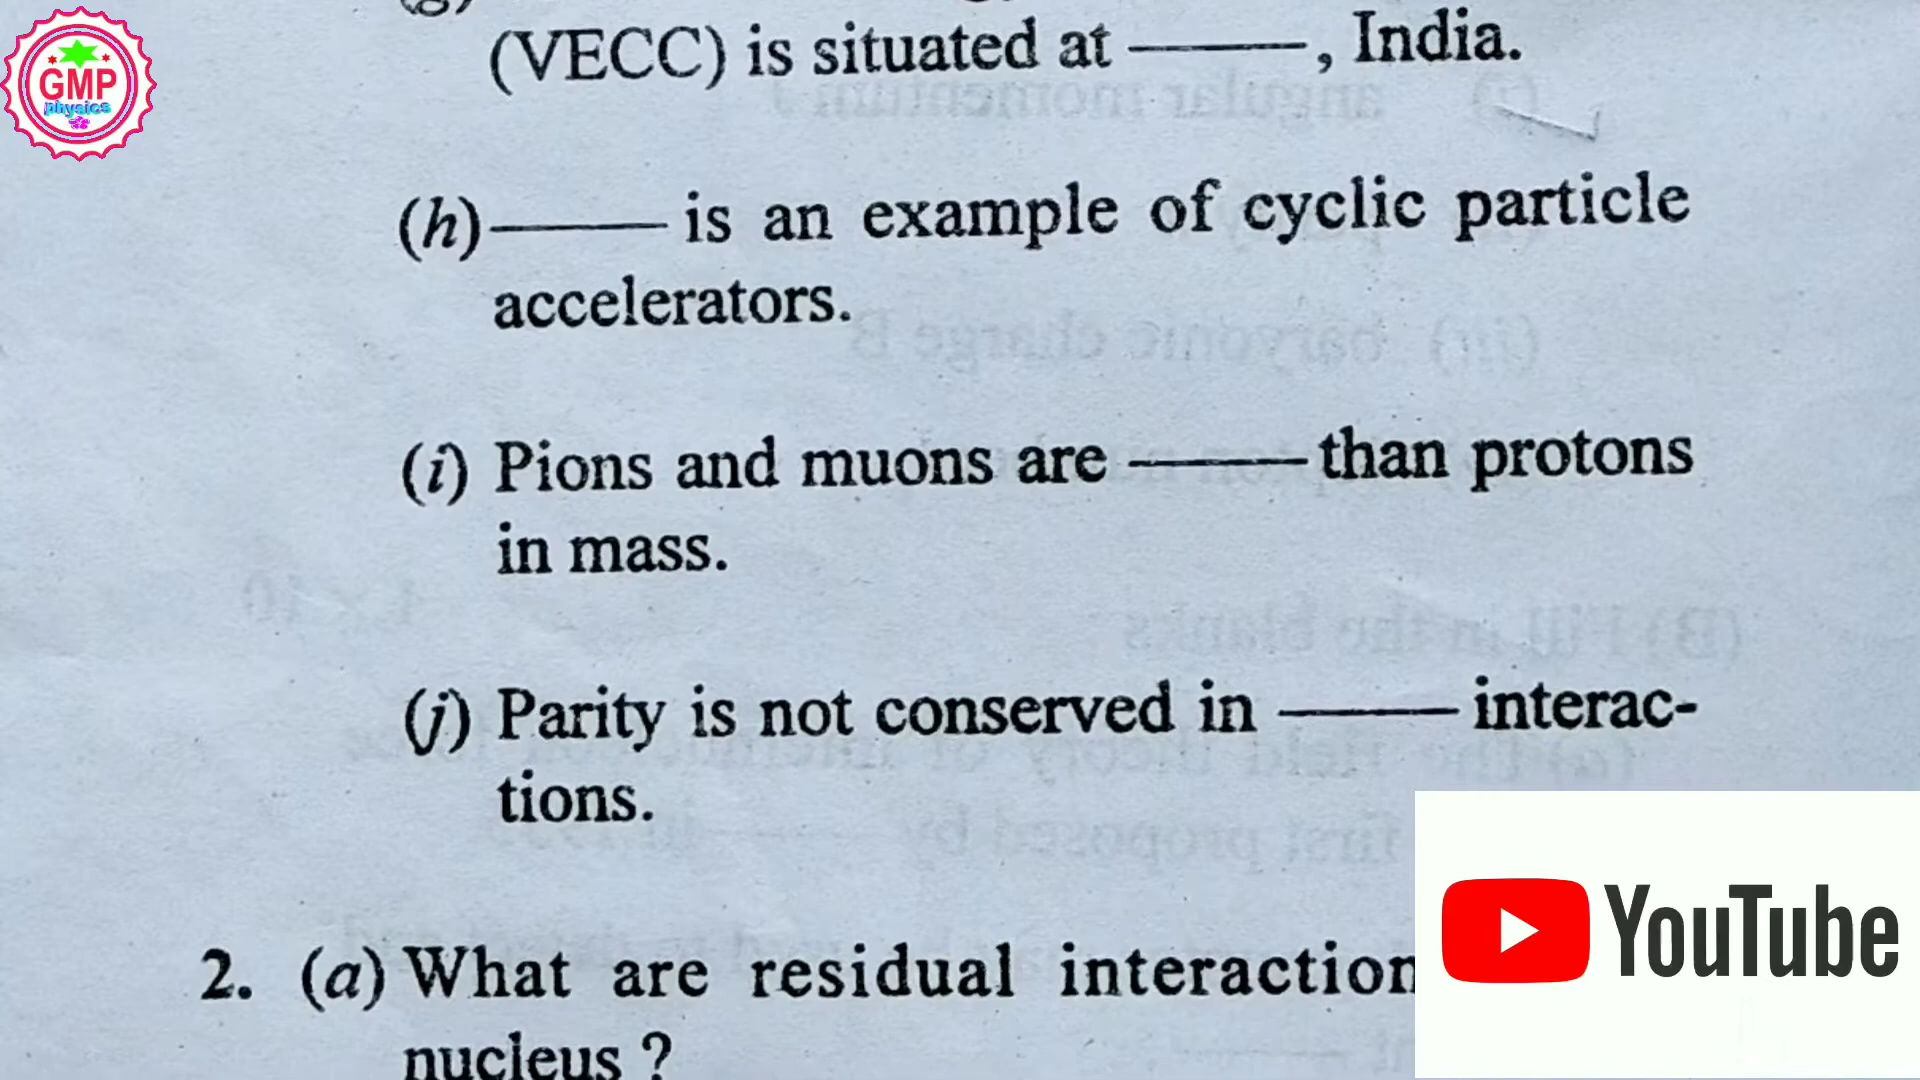 GMP
physics
(VECC) is situated at ———, India.
(h) ——— is an example of cyclic particle
accelerators.
(i) Pions and muons are ——— than protons
in mass.
(j) Parity is not conserved in ——— interac-
tions.
2. (a) What are residual interaction
nucleus ?
YouTube